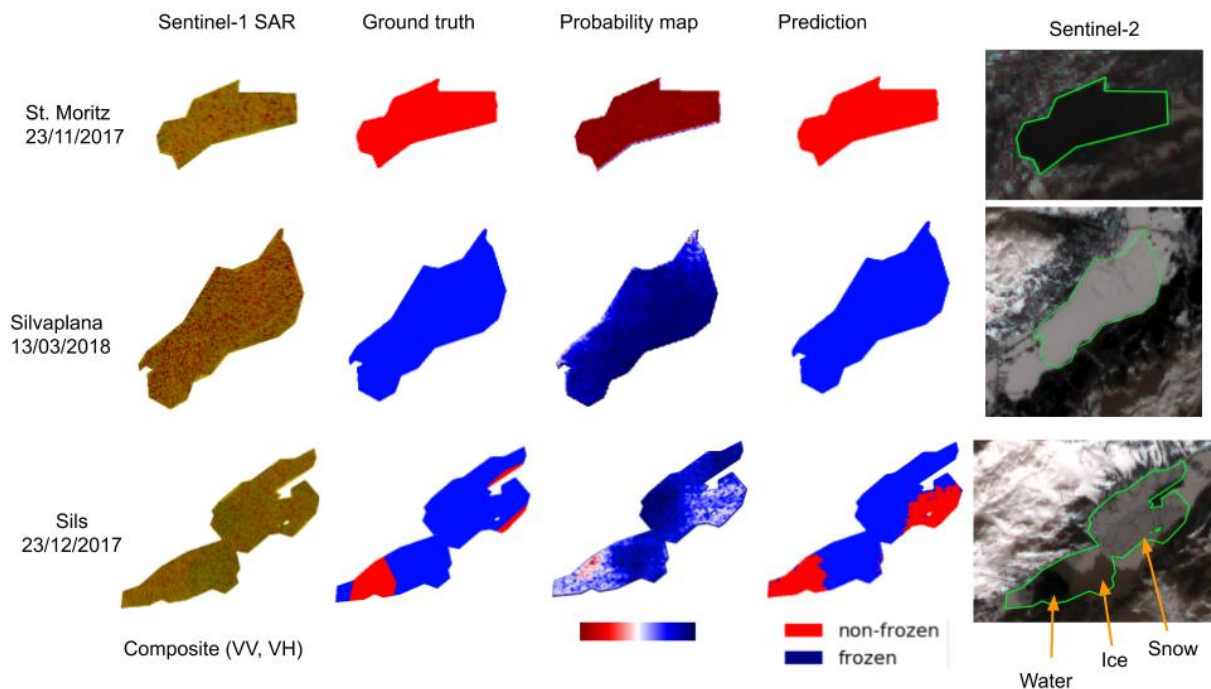 Sentinel-1 SAR
Ground truth
Probability map
Prediction
Sentinel-2
St. Moritz
23/11/2017
Silvaplana
13/03/2018
Sils
23/12/2017
Composite (VV, VH)
non-frozen
frozen
Water
Ice
Snow